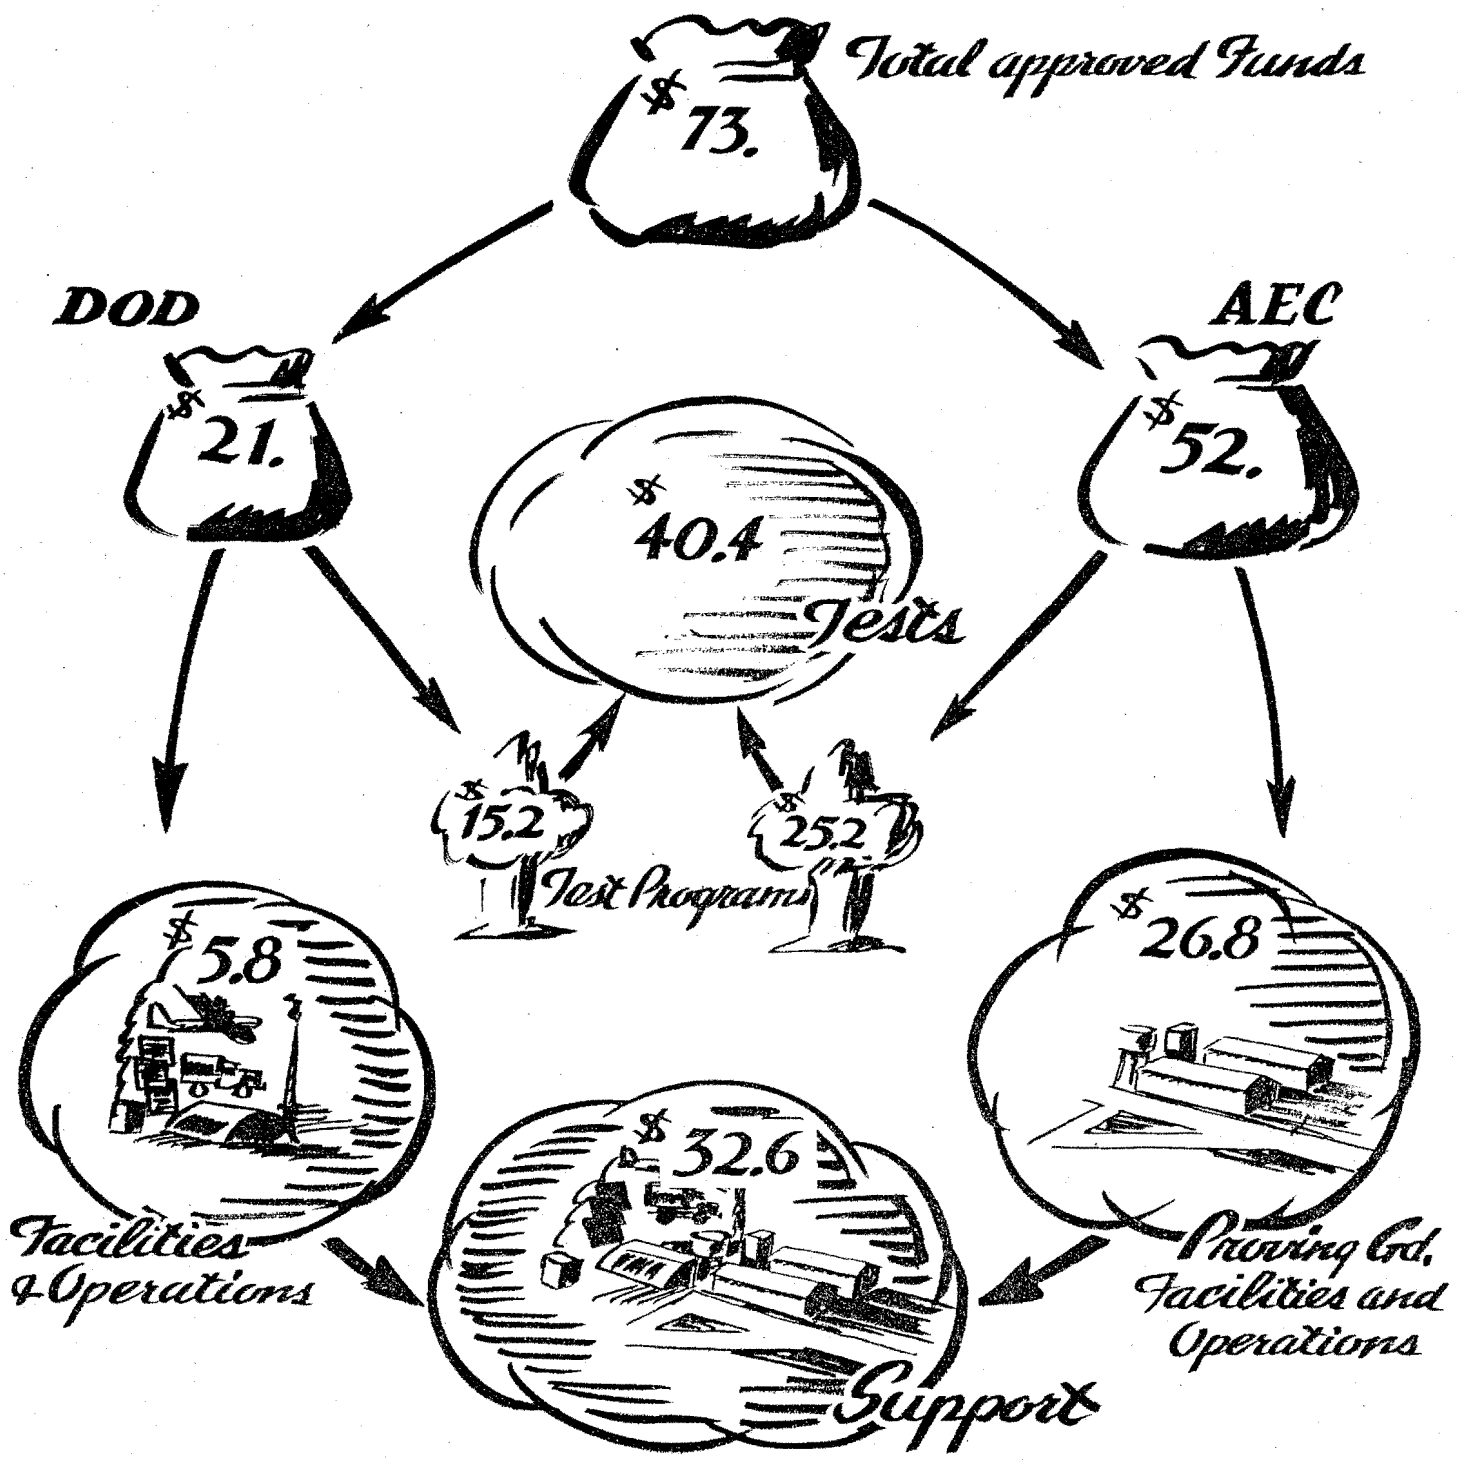 Total approved Funds
$ 73.
DOD
AEC
$ 21.
$ 52.
$ 40.4
Tests
$ 15.2
$ 25.2
Test Programs
$ 5.8
$ 26.8
$ 32.6
Facilities
& Operations
Proving Gd.
Facilities and
Operations
Support